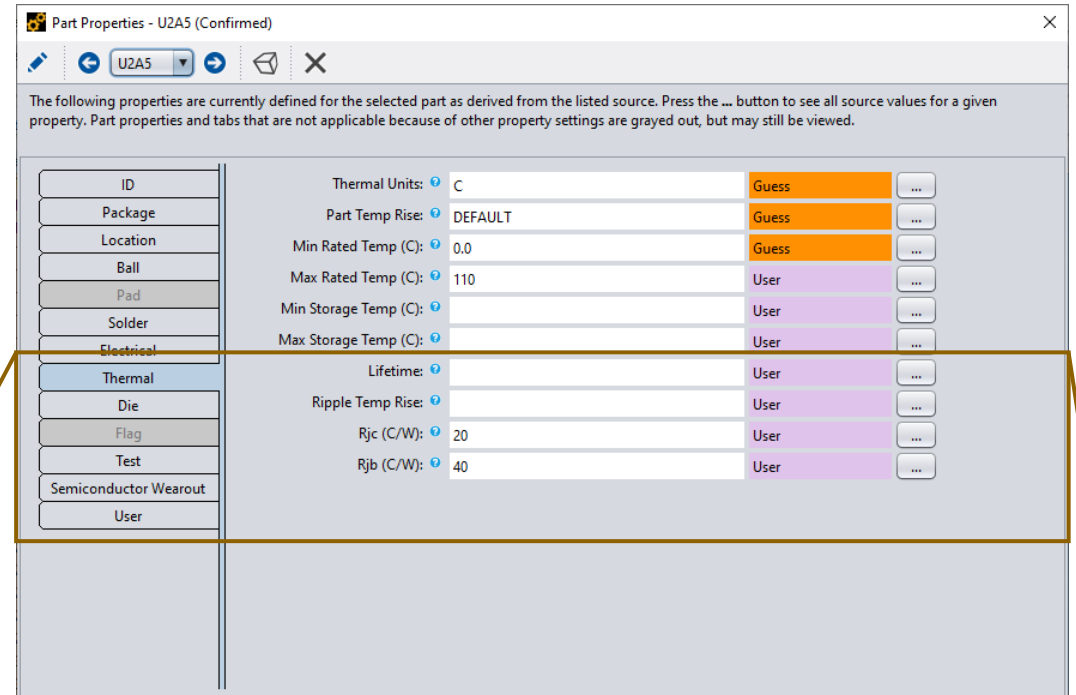 Part Properties - U2A5 (Confirmed)
U2A5
The following properties are currently defined for the selected part as derived from the listed source. Press the ... button to see all source values for a given
property. Part properties and tabs that are not applicable because of other property settings are grayed out, but may still be viewed.
ID
Package
Location
Ball
Pad
Solder
Electrical
Thermal
Die
Flag
Test
Semiconductor Wearout
User
Thermal Units: C Guess ...
Part Temp Rise: DEFAULT Guess ...
Min Rated Temp (C): 0.0 Guess ...
Max Rated Temp (C): 110 User ...
Min Storage Temp (C): User ...
Max Storage Temp (C): User ...
Lifetime: User ...
Ripple Temp Rise: User ...
Rjc (C/W): 20 User ...
Rjb (C/W): 40 User ...